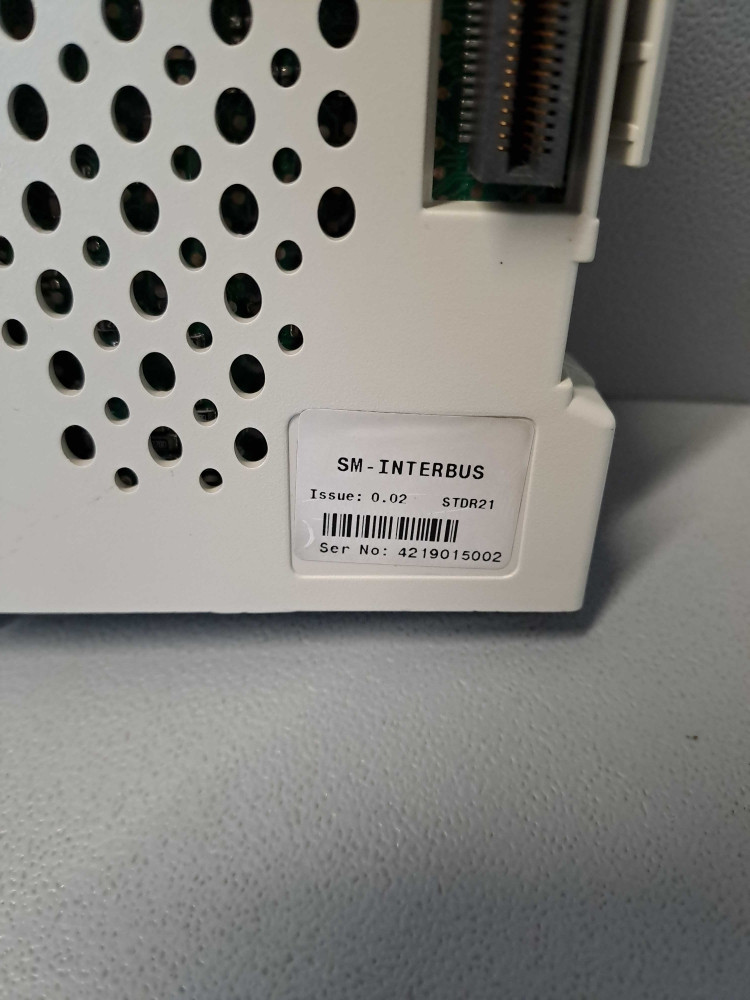 SM-INTERBUS
Issue: 0.02 STDR21
Ser No: 4219015002